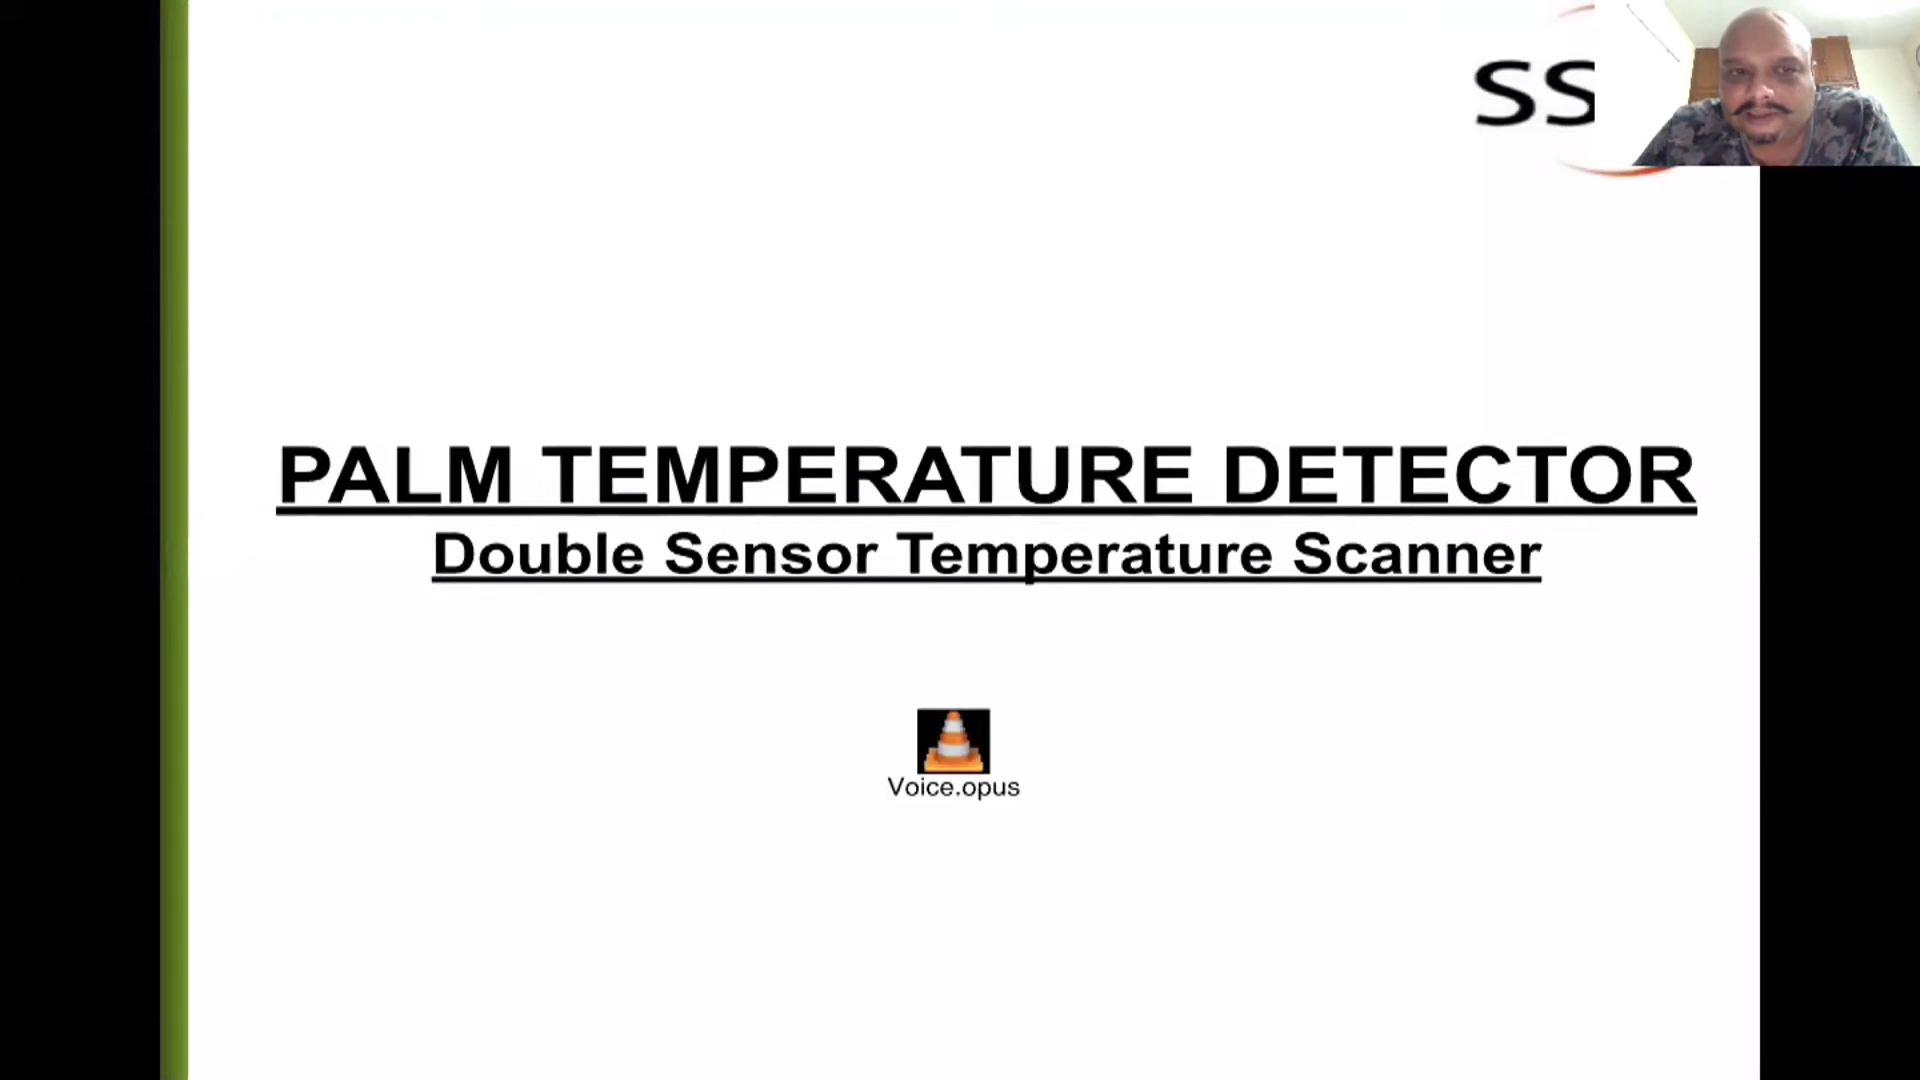 SS
PALM TEMPERATURE DETECTOR
Double Sensor Temperature Scanner
Voice.opus